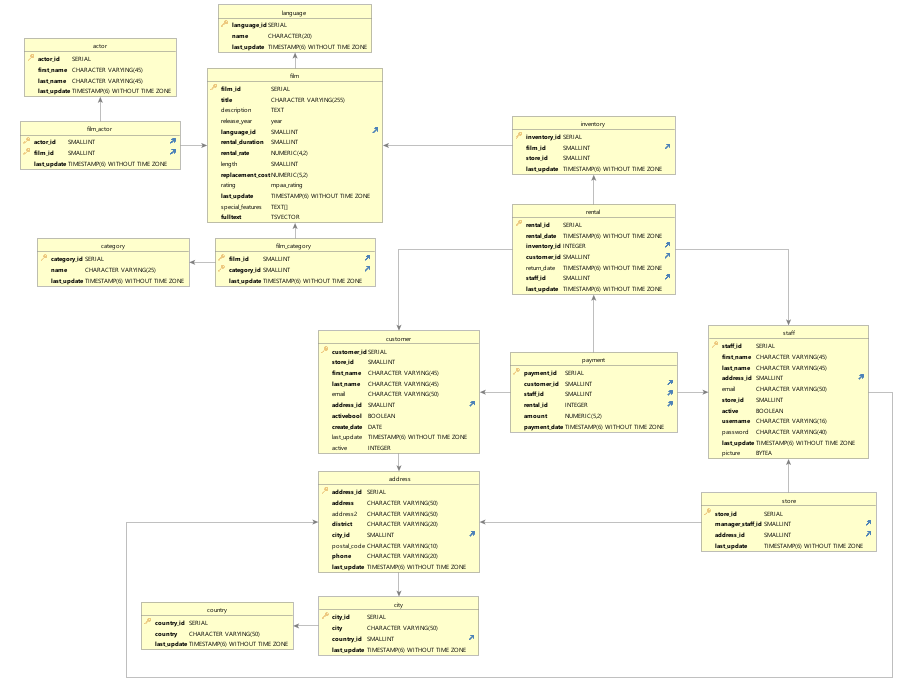 language
language_id SERIAL
name CHARACTER(20)
last_update TIMESTAMP(6) WITHOUT TIME ZONE
actor
actor_id SERIAL
first_name CHARACTER VARYING(45)
last_name CHARACTER VARYING(45)
last_update TIMESTAMP(6) WITHOUT TIME ZONE
film
film_id SERIAL
title CHARACTER VARYING(255)
description TEXT
release_year year
language_id SMALLINT
rental_duration SMALLINT
rental_rate NUMERIC(4,2)
length SMALLINT
replacement_cost NUMERIC(5,2)
rating mpaa_rating
last_update TIMESTAMP(6) WITHOUT TIME ZONE
special_features TEXT[]
fulltext TSVECTOR
film_actor
actor_id SMALLINT
film_id SMALLINT
last_update TIMESTAMP(6) WITHOUT TIME ZONE
inventory
inventory_id SERIAL
film_id SMALLINT
store_id SMALLINT
last_update TIMESTAMP(6) WITHOUT TIME ZONE
rental
rental_id SERIAL
rental_date TIMESTAMP(6) WITHOUT TIME ZONE
inventory_id INTEGER
customer_id SMALLINT
return_date TIMESTAMP(6) WITHOUT TIME ZONE
staff_id SMALLINT
last_update TIMESTAMP(6) WITHOUT TIME ZONE
category
category_id SERIAL
name CHARACTER VARYING(25)
last_update TIMESTAMP(6) WITHOUT TIME ZONE
film_category
film_id SMALLINT
category_id SMALLINT
last_update TIMESTAMP(6) WITHOUT TIME ZONE
customer
customer_id SERIAL
store_id SMALLINT
first_name CHARACTER VARYING(45)
last_name CHARACTER VARYING(45)
email CHARACTER VARYING(50)
address_id SMALLINT
activebool BOOLEAN
create_date DATE
last_update TIMESTAMP(6) WITHOUT TIME ZONE
active INTEGER
payment
payment_id SERIAL
customer_id SMALLINT
staff_id SMALLINT
rental_id INTEGER
amount NUMERIC(5,2)
payment_date TIMESTAMP(6) WITHOUT TIME ZONE
staff
staff_id SERIAL
first_name CHARACTER VARYING(45)
last_name CHARACTER VARYING(45)
address_id SMALLINT
email CHARACTER VARYING(50)
store_id SMALLINT
active BOOLEAN
username CHARACTER VARYING(16)
password CHARACTER VARYING(40)
last_update TIMESTAMP(6) WITHOUT TIME ZONE
picture BYTEA
address
address_id SERIAL
address CHARACTER VARYING(50)
address2 CHARACTER VARYING(50)
district CHARACTER VARYING(20)
city_id SMALLINT
postal_code CHARACTER VARYING(10)
phone CHARACTER VARYING(20)
last_update TIMESTAMP(6) WITHOUT TIME ZONE
store
store_id SERIAL
manager_staff_id SMALLINT
address_id SMALLINT
last_update TIMESTAMP(6) WITHOUT TIME ZONE
country
country_id SERIAL
country CHARACTER VARYING(50)
last_update TIMESTAMP(6) WITHOUT TIME ZONE
city
city_id SERIAL
city CHARACTER VARYING(50)
country_id SMALLINT
last_update TIMESTAMP(6) WITHOUT TIME ZONE